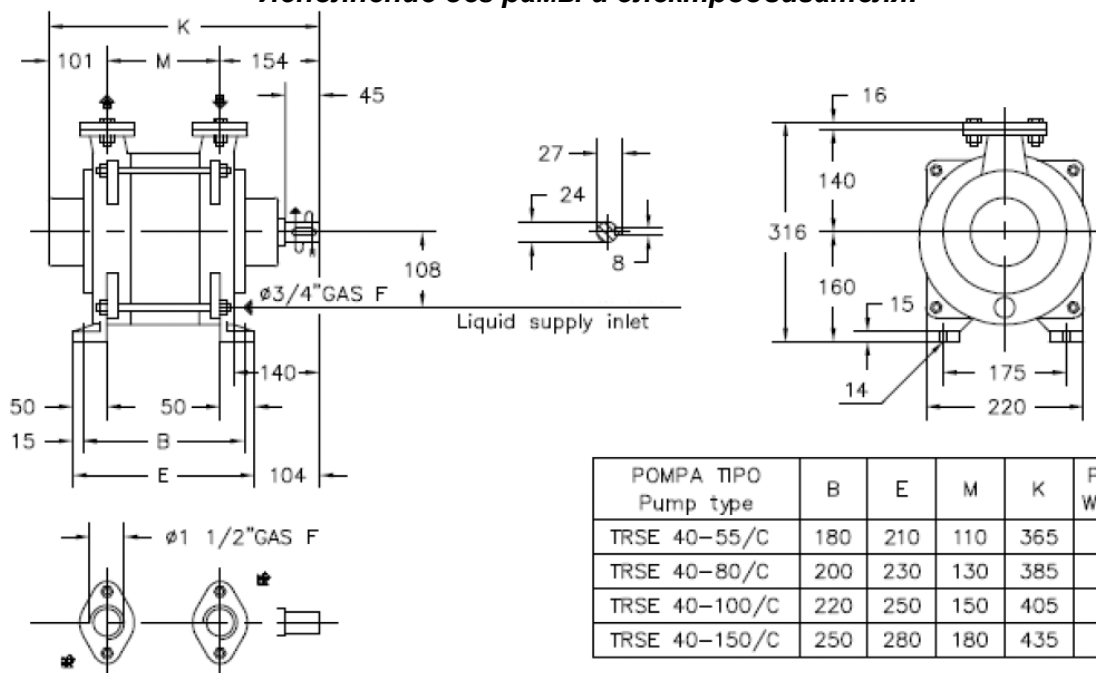 K
101 M 154
45
16
27
24
140
316
8
108
160
ø3/4"GAS F
15
Liquid supply inlet
140
175
14
50 50
220
15 B
E 104
ø1 1/2"GAS F
POMPA TIPO B E M K
Pump type
TRSE 40-55/C 180 210 110 365
TRSE 40-80/C 200 230 130 385
TRSE 40-100/C 220 250 150 405
TRSE 40-150/C 250 280 180 435